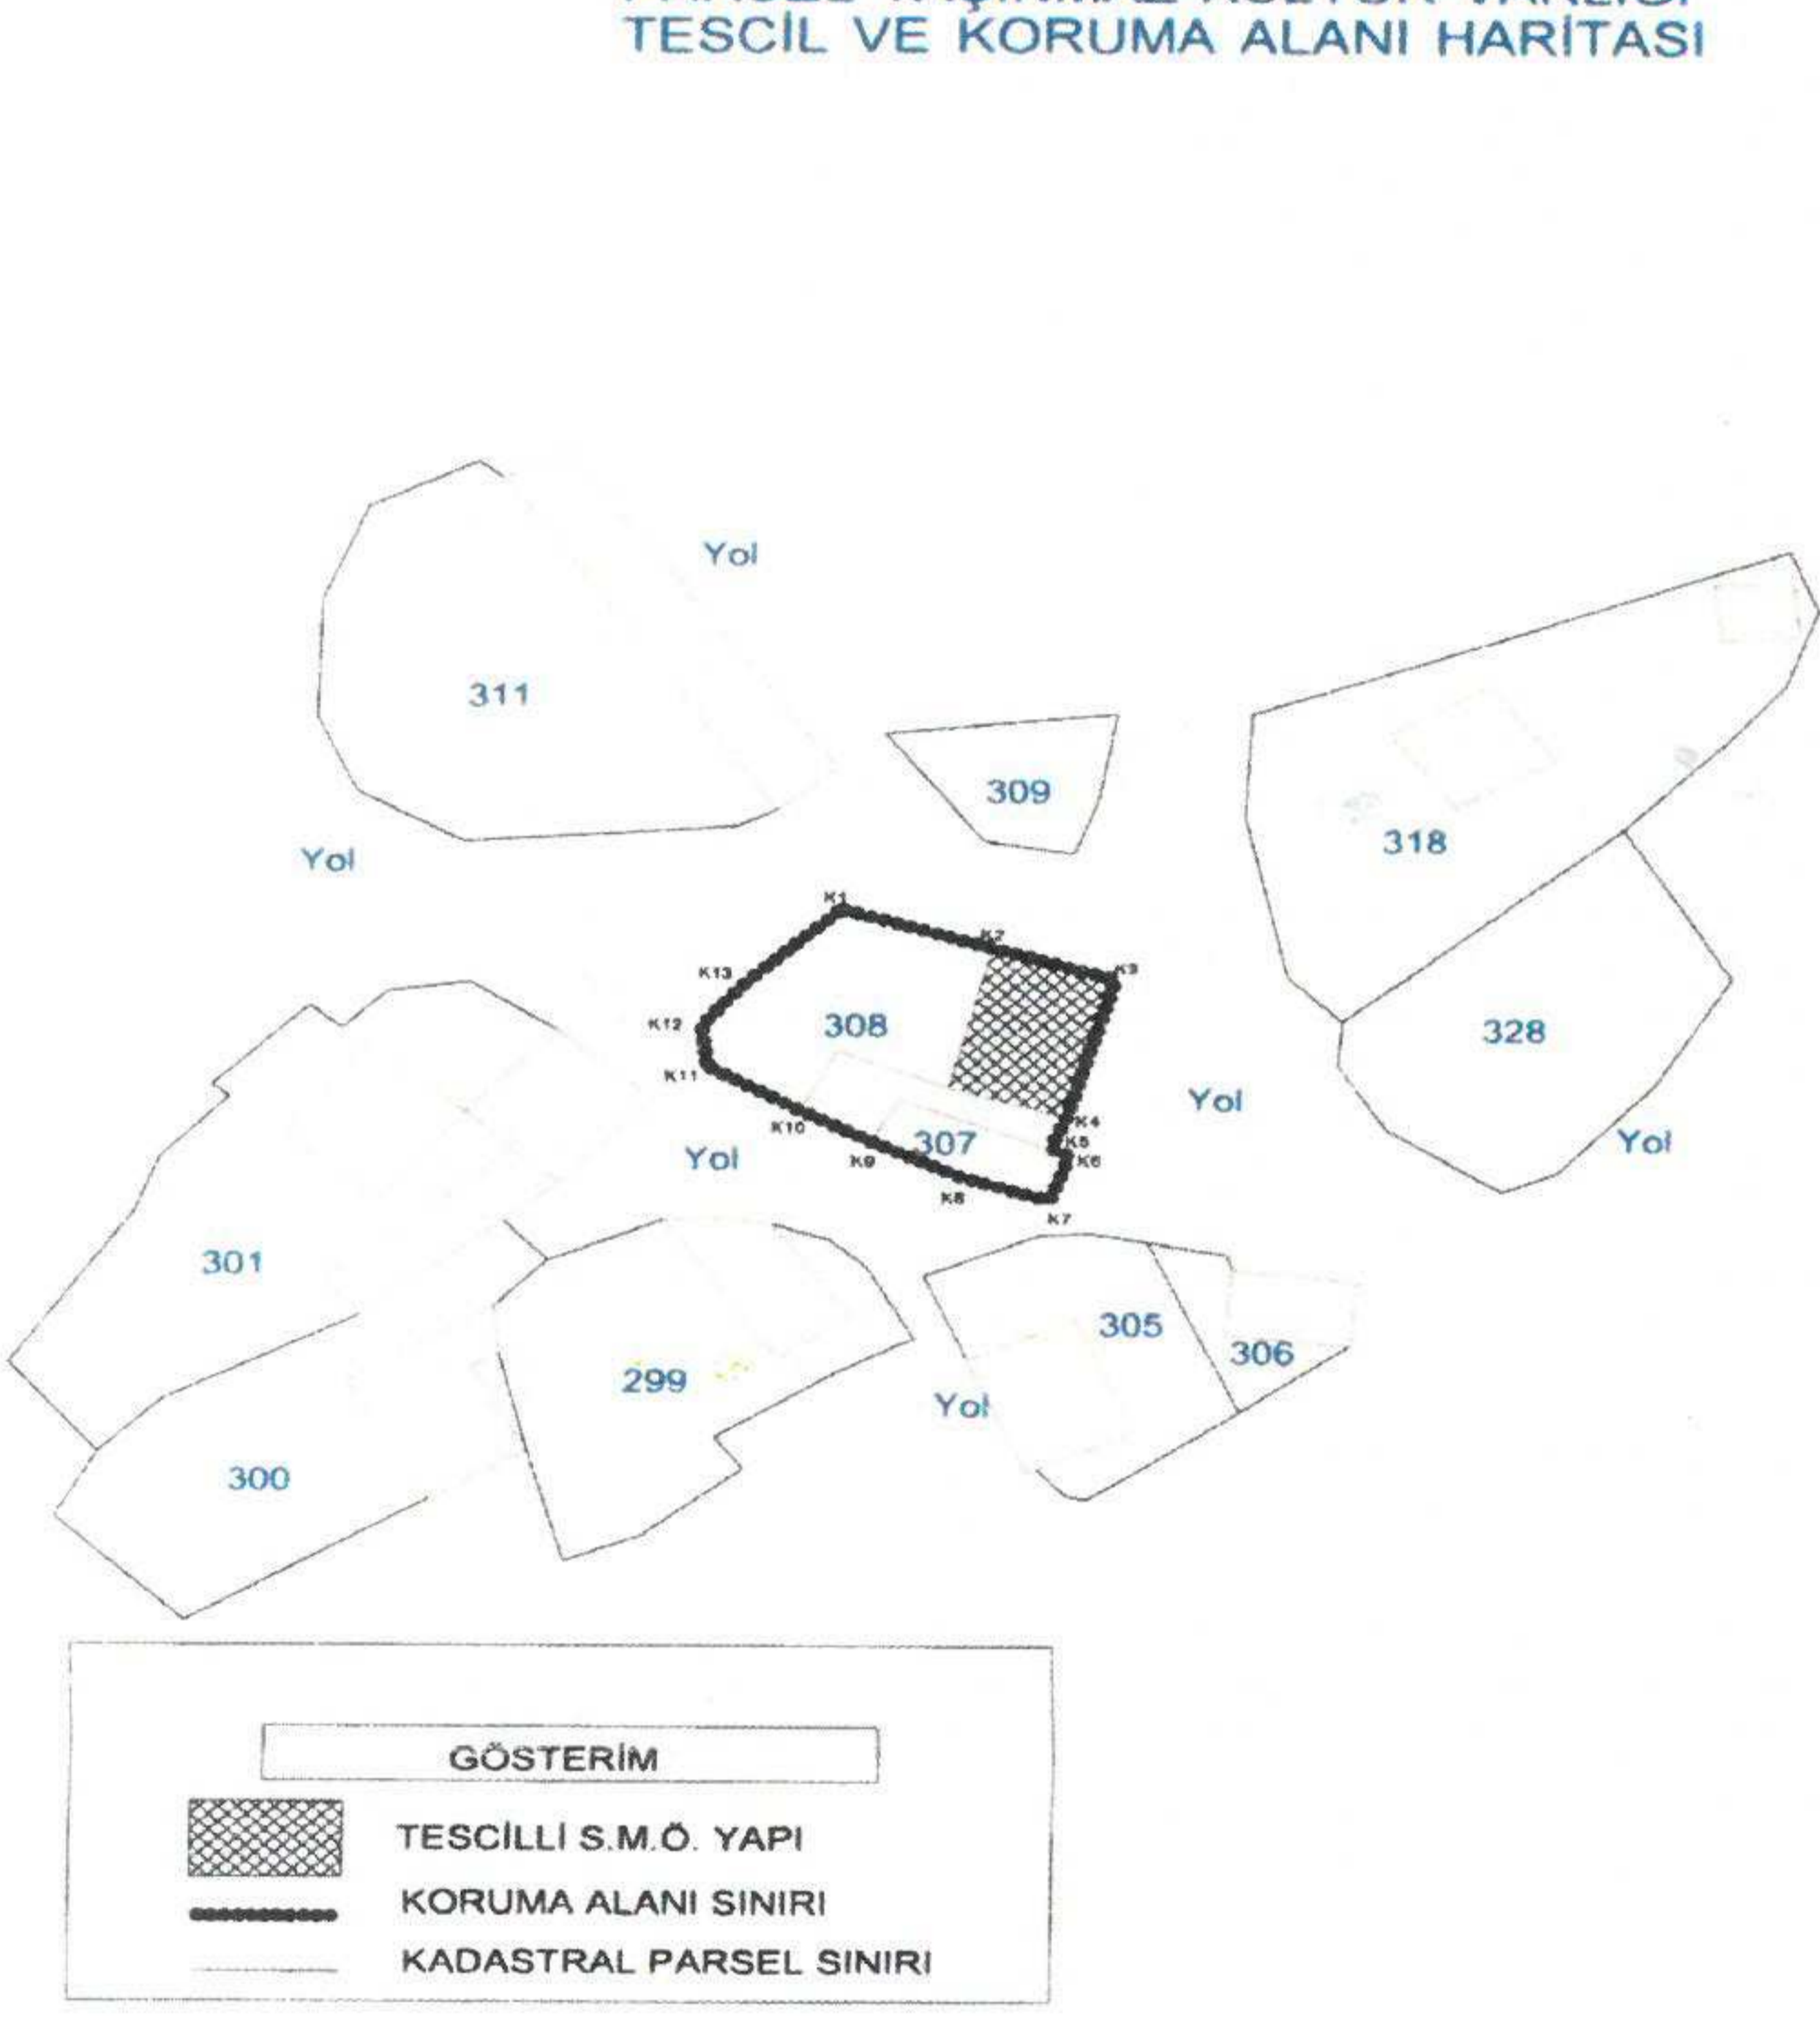 TESCİL VE KORUMA ALANI HARİTASI
Yol
311
309
318
Yol
K1
K2
K3
K13
K12
308
328
K11
Yol
K4
K10
307
K5
Yol
Yol
K9
K6
K8
K7
301
305
306
299
Yol
300
GÖSTERİM
TESCİLLİ S.M.Ö. YAPI
KORUMA ALANI SINIRI
KADASTRAL PARSEL SINIRI